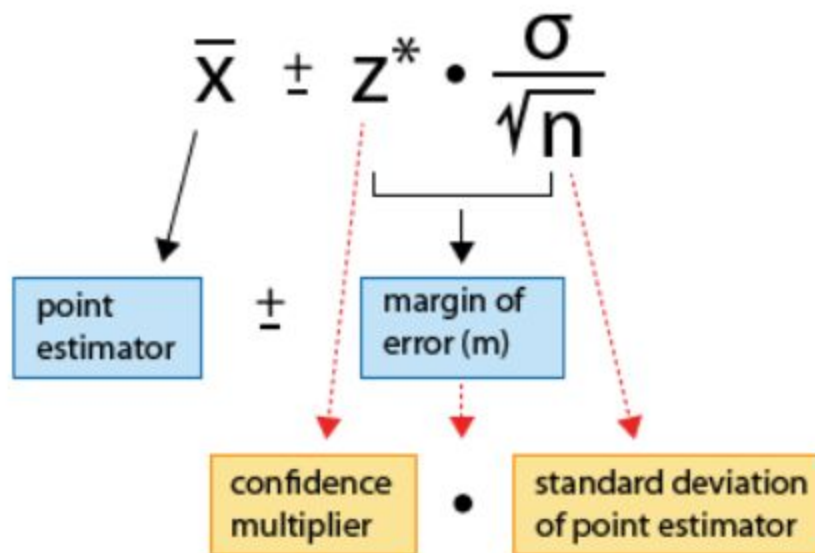 x̅ ± z* • σ/√n
point estimator ± margin of error (m)
confidence multiplier • standard deviation of point estimator